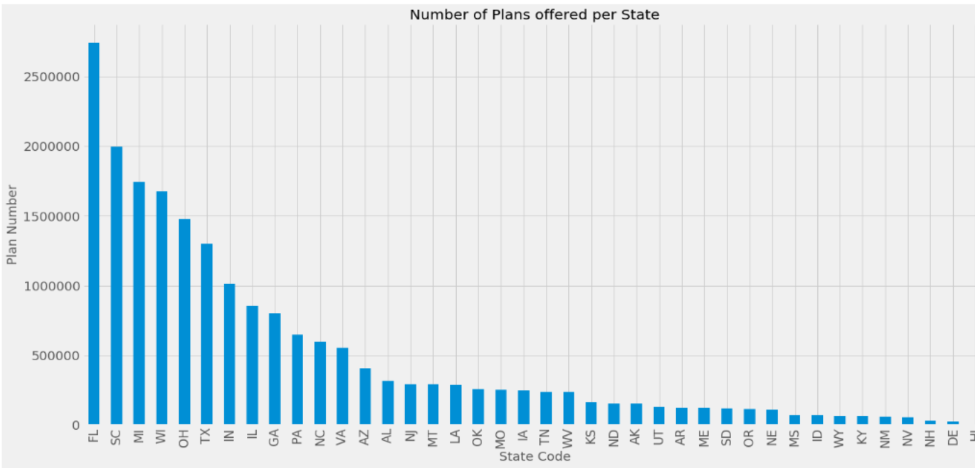 Number of Plans offered per State
Plan Number
2500000
2000000
1500000
1000000
500000
0
FL SC MI WI OH TX IN IL GA PA NC VA AZ AL NJ MT LA OK MO IA TN WV KS ND AK UT AR ME SD OR NE MS ID WY KY NM NV NH DE
State Code